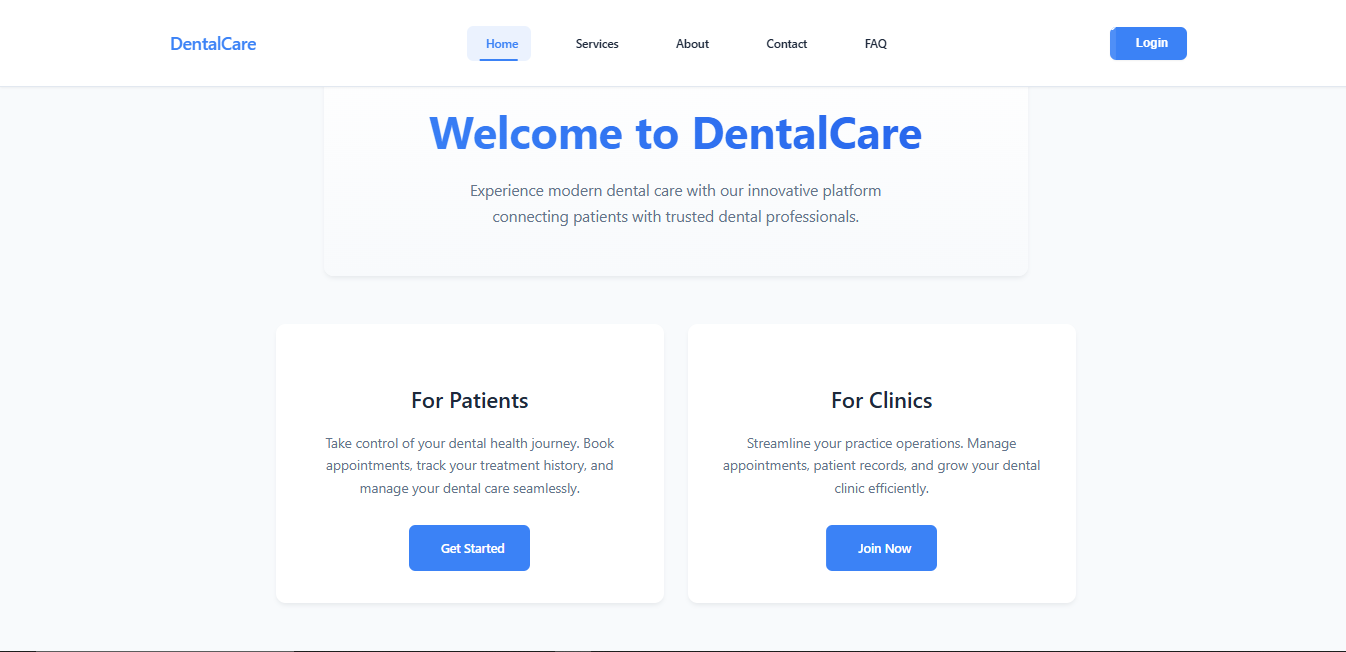 DentalCare
Home
Services
About
Contact
FAQ
Login
Welcome to DentalCare
Experience modern dental care with our innovative platform
connecting patients with trusted dental professionals.
For Patients
Take control of your dental health journey. Book
appointments, track your treatment history, and
manage your dental care seamlessly.
Get Started
For Clinics
Streamline your practice operations. Manage
appointments, patient records, and grow your dental
clinic efficiently.
Join Now